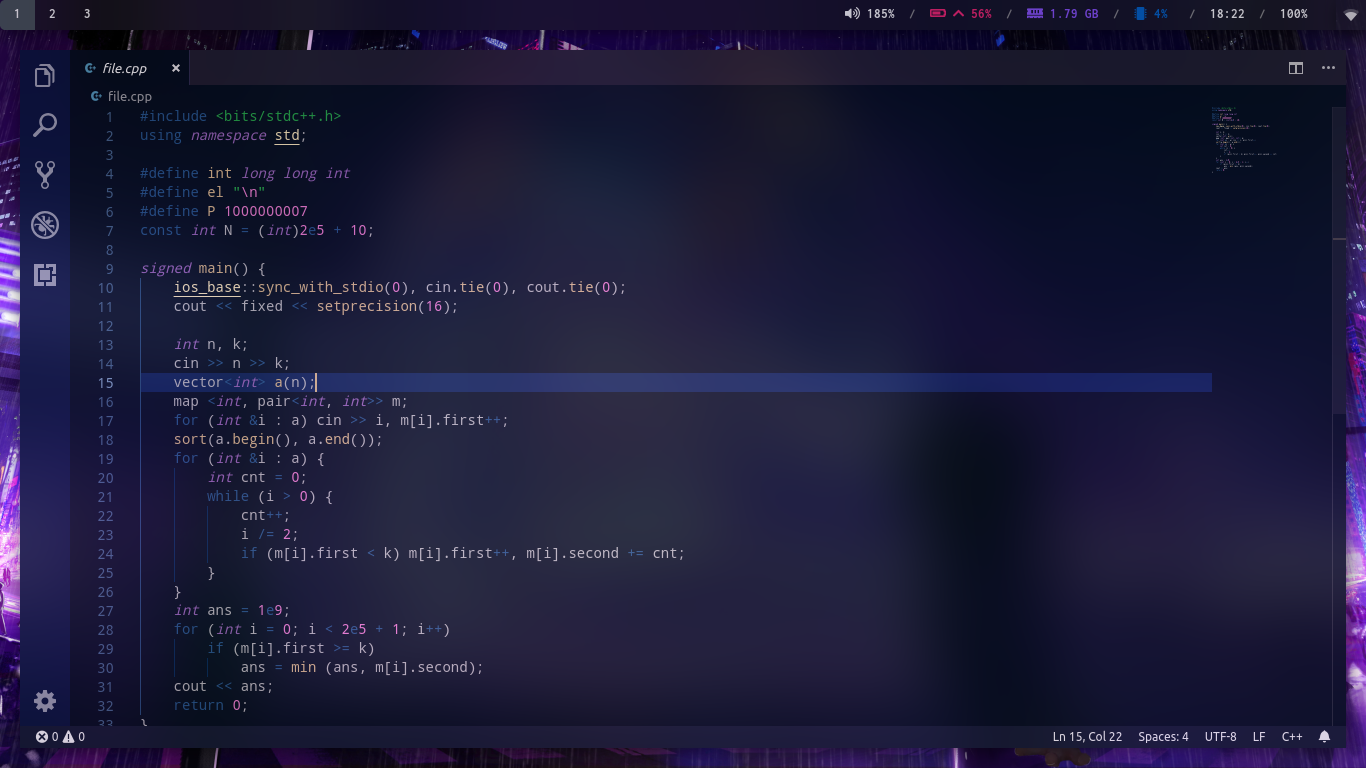 1 2 3 185% / 56% / 1.79 GB / 4% / 18:22 / 100%
file.cpp ×
file.cpp
1 #include <bits/stdc++.h>
2 using namespace std;
3
4 #define int long long int
5 #define el "\n"
6 #define P 1000000007
7 const int N = (int)2e5 + 10;
8
9 signed main() {
10 ios_base::sync_with_stdio(0), cin.tie(0), cout.tie(0);
11 cout << fixed << setprecision(16);
12
13 int n, k;
14 cin >> n >> k;
15 vector<int> a(n);
16 map <int, pair<int, int>> m;
17 for (int &i : a) cin >> i, m[i].first++;
18 sort(a.begin(), a.end());
19 for (int &i : a) {
20 int cnt = 0;
21 while (i > 0) {
22 cnt++;
23 i /= 2;
24 if (m[i].first < k) m[i].first++, m[i].second += cnt;
25 }
26 }
27 int ans = 1e9;
28 for (int i = 0; i < 2e5 + 1; i++)
29 if (m[i].first >= k)
30 ans = min (ans, m[i].second);
31 cout << ans;
32 return 0;
33 }
0 0 Ln 15, Col 22 Spaces: 4 UTF-8 LF C++